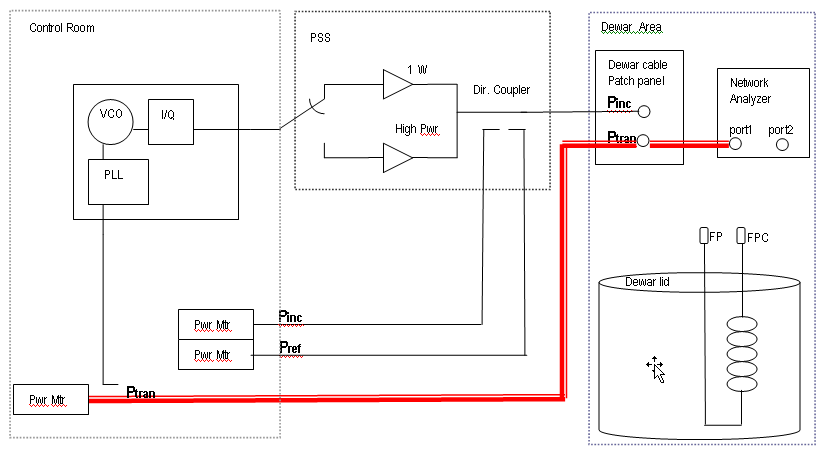 Control Room
VCO
I/Q
PLL
PSS
1 W
High Pwr
Dir. Coupler
Dewar Area
Dewar cable
Patch panel
Pinc
Ptran
Network
Analyzer
port1
port2
FP
FPC
Dewar lid
Pwr Mtr
Pinc
Pwr Mtr
Pref
Pwr Mtr
Ptran